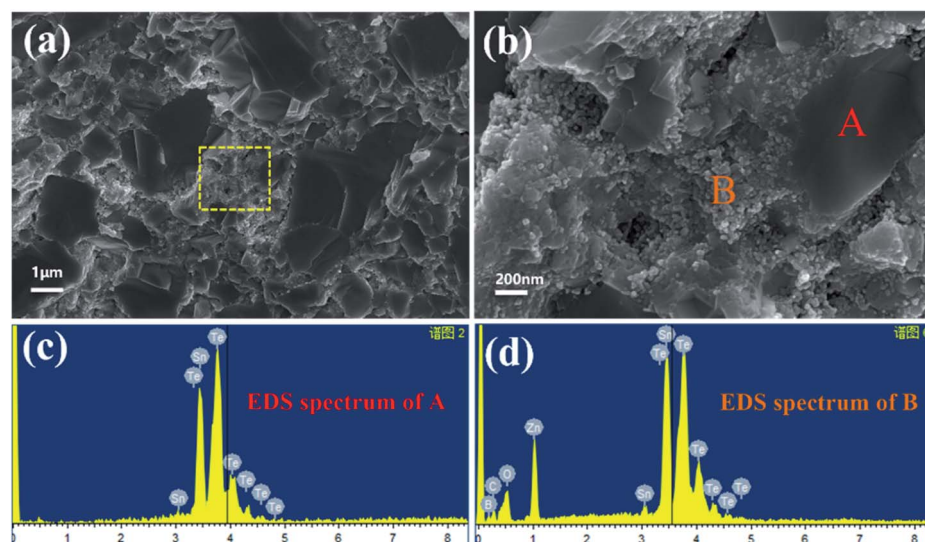 (a)
1μm
(b)
A
B
200nm
(c)
谱图 2
Te
Sn
Te
EDS spectrum of A
Te
Te
Sn
Te
Te
0 1 2 3 4 5 6 7 8
(d)
谱图
Sn
Te
Te
EDS spectrum of B
Zn
Te
C
O
Te
Te
B
Sn
Te
0 1 2 3 4 5 6 7 8